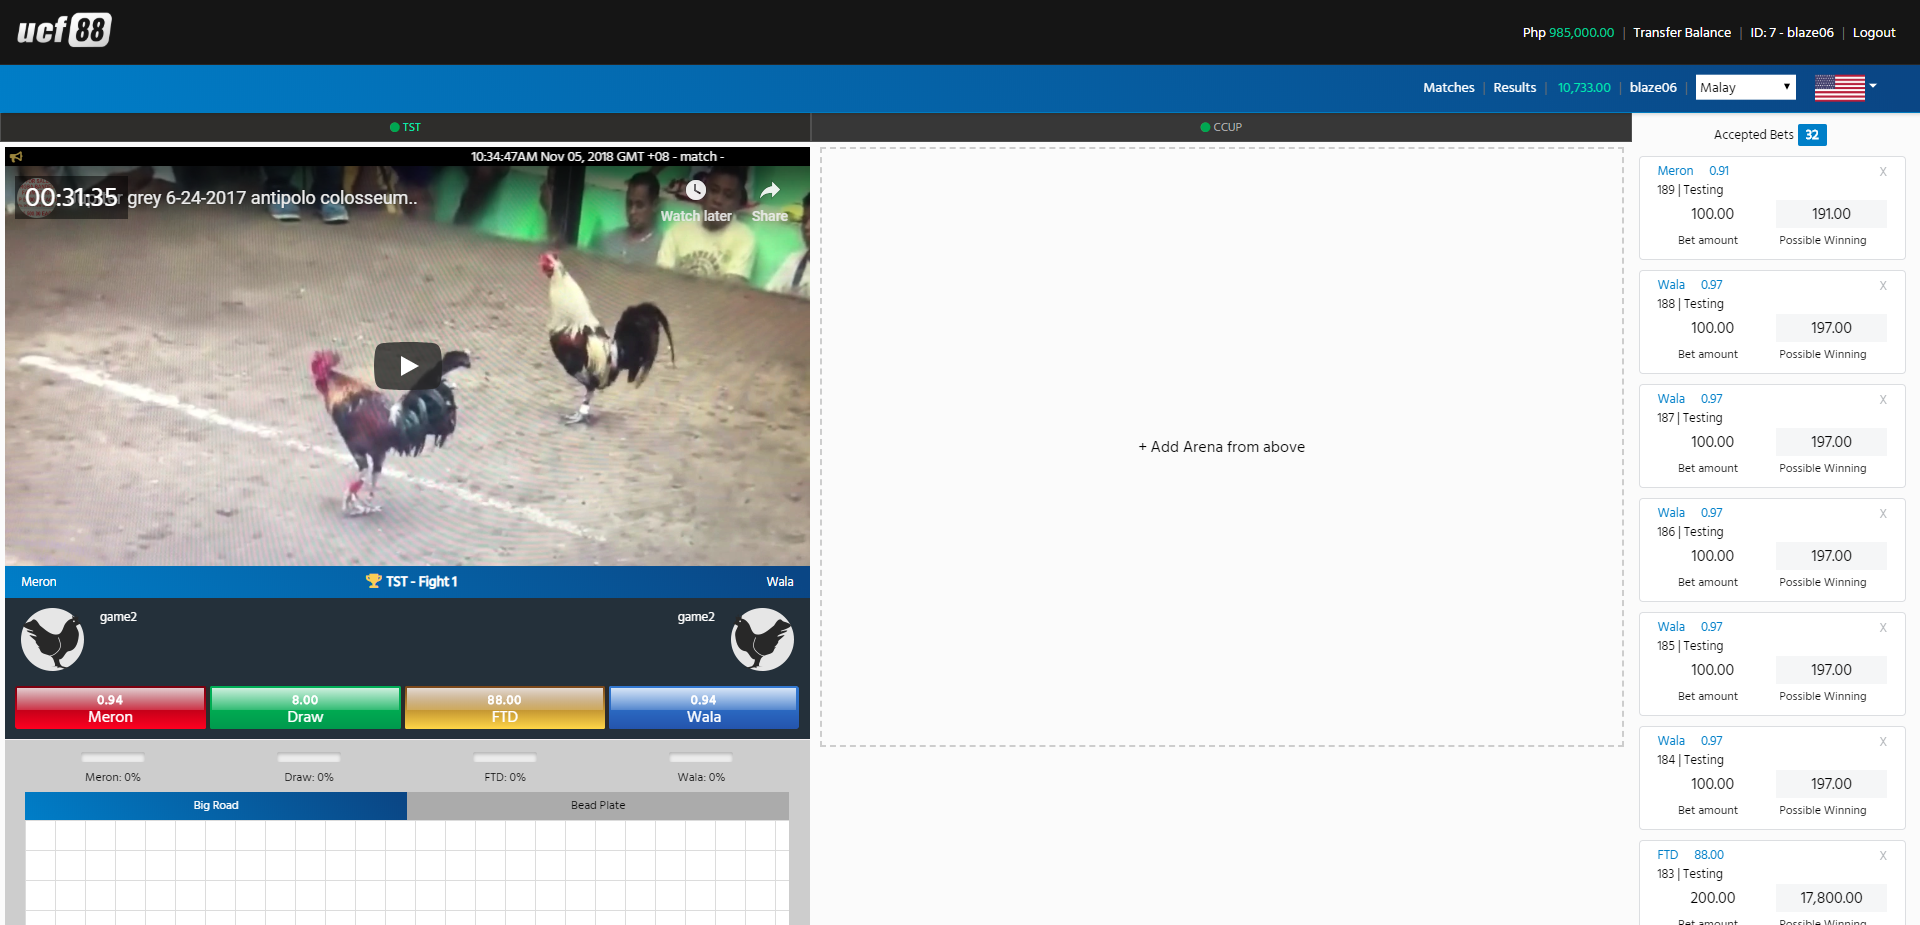 ucf 88
Php 985,000.00 | Transfer Balance | ID: 7 - blaze06 | Logout
Matches | Results | 10,733.00 | blaze06 | Malay
TST
CCUP
Accepted Bets 32
10:34:47AM Nov 05, 2018 GMT +08 - match -
00:31:35
grey 6-24-2017 antipolo colosseum..
Watch later
Share
Meron
TST - Fight 1
Wala
game2
game2
0.94
Meron
8.00
Draw
88.00
FTD
0.94
Wala
Meron: 0%
Draw: 0%
FTD: 0%
Wala: 0%
Big Road
Bead Plate
+ Add Arena from above
Meron 0.91 X
189 | Testing
100.00 191.00
Bet amount Possible Winning
Wala 0.97 X
188 | Testing
100.00 197.00
Bet amount Possible Winning
Wala 0.97 X
187 | Testing
100.00 197.00
Bet amount Possible Winning
Wala 0.97 X
186 | Testing
100.00 197.00
Bet amount Possible Winning
Wala 0.97 X
185 | Testing
100.00 197.00
Bet amount Possible Winning
Wala 0.97 X
184 | Testing
100.00 197.00
Bet amount Possible Winning
FTD 88.00 X
183 | Testing
200.00 17,800.00
Bet amount Possible Winning